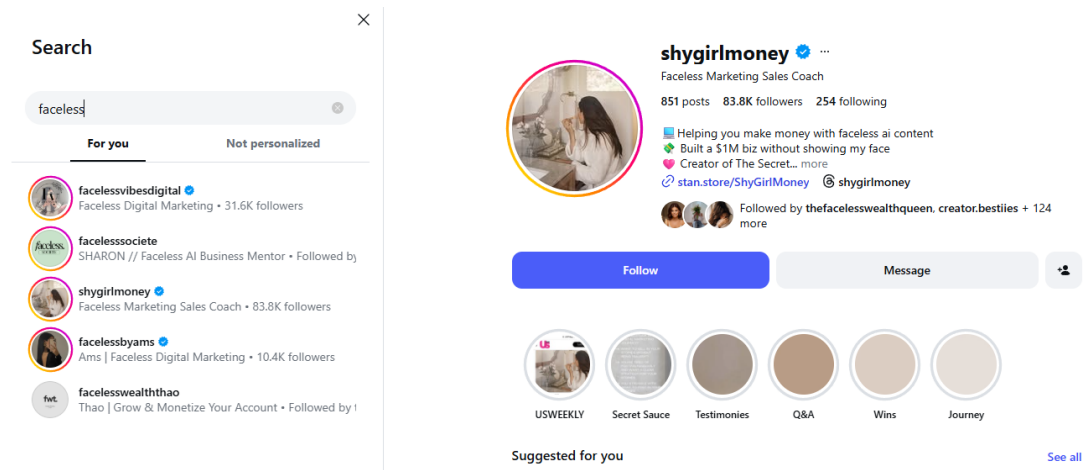 Search
faceless
For you
Not personalized
facelessvibesdigital
Faceless Digital Marketing • 31.6K followers
facelesssociete
SHARON // Faceless AI Business Mentor • Followed by
shygirlmoney
Faceless Marketing Sales Coach • 83.8K followers
facelessbyams
Ams | Faceless Digital Marketing • 10.4K followers
fwt.
facelesswealththao
Thao | Grow & Monetize Your Account • Followed by t
shygirlmoney
Faceless Marketing Sales Coach
851 posts 83.8K followers 254 following
Helping you make money with faceless ai content
Built a $1M biz without showing my face
Creator of The Secret... more
stan.store/ShyGirlMoney shygirlmoney
Followed by thefacelesswealthqueen, creator.bestiies + 124
more
Follow
Message
USWEEKLY
Secret Sauce
Testimonies
Q&A
Wins
Journey
Suggested for you
See all